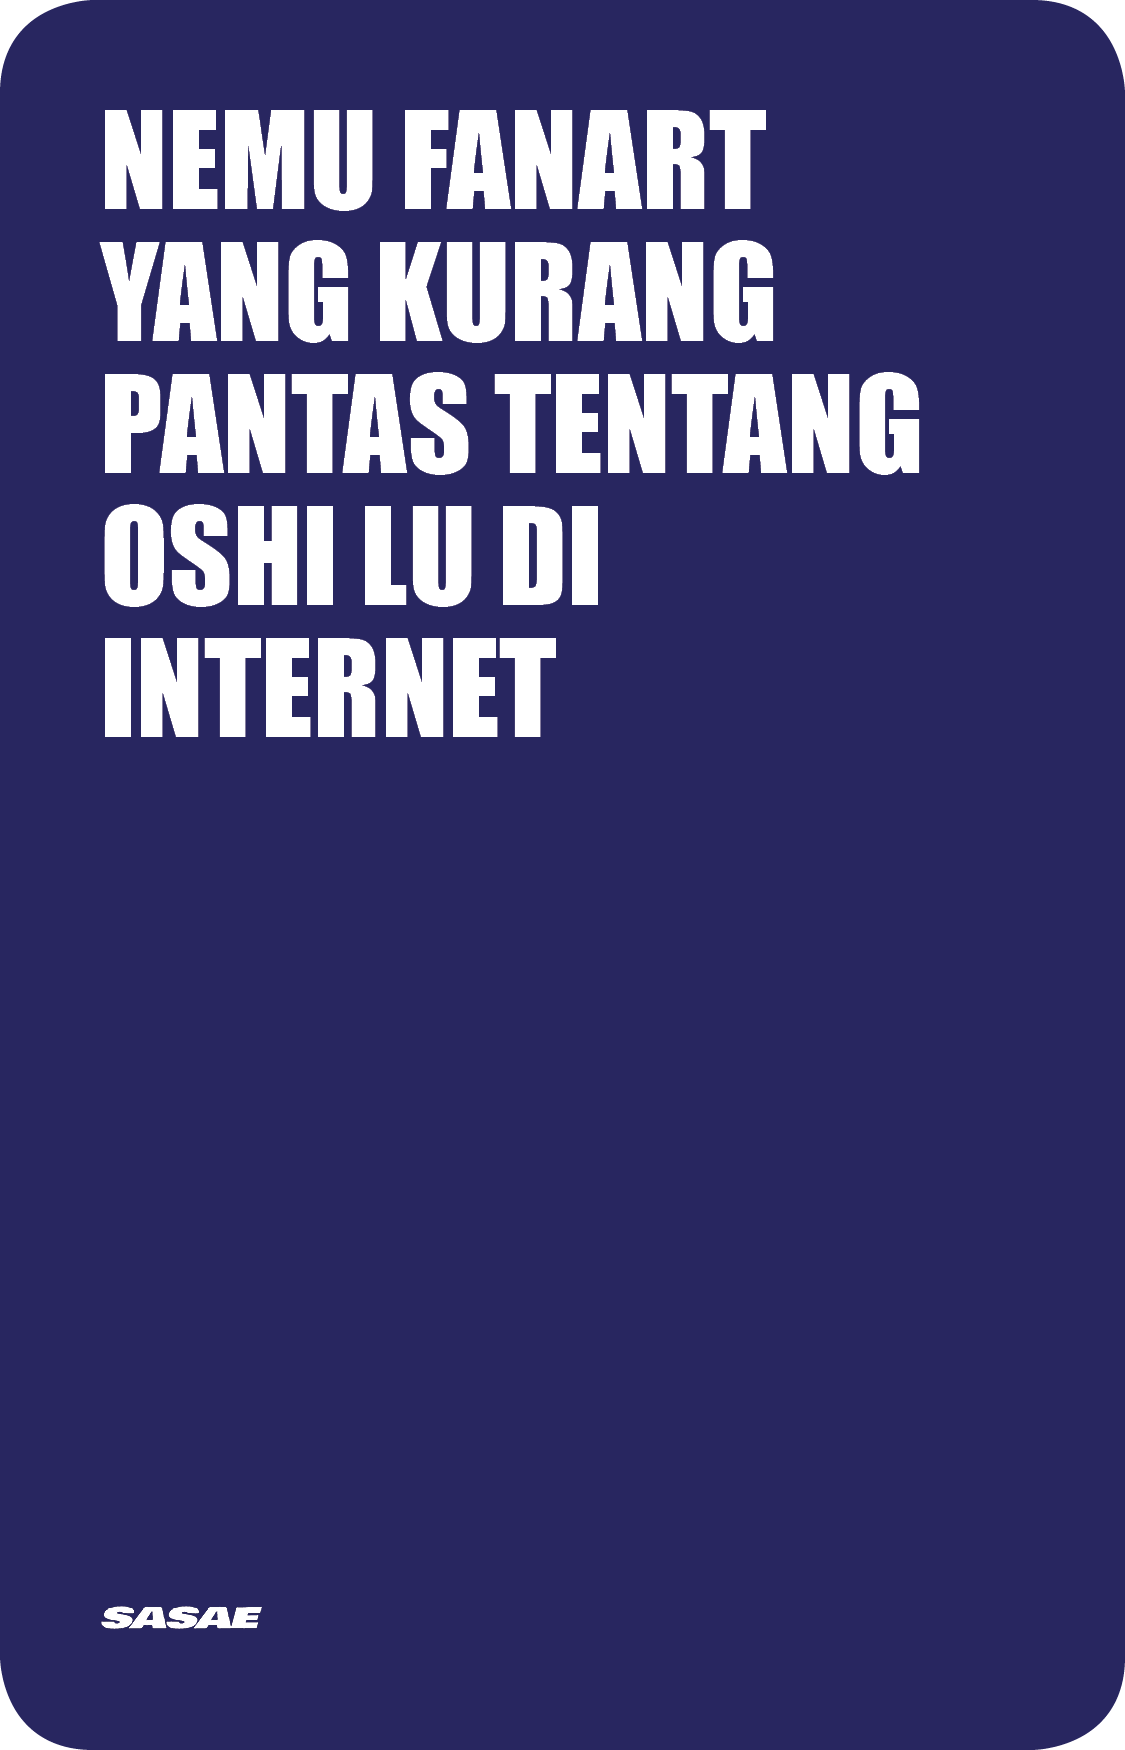 NEMU FANART
YANG KURANG
PANTAS TENTANG
OSHI LU DI
INTERNET
SASAE